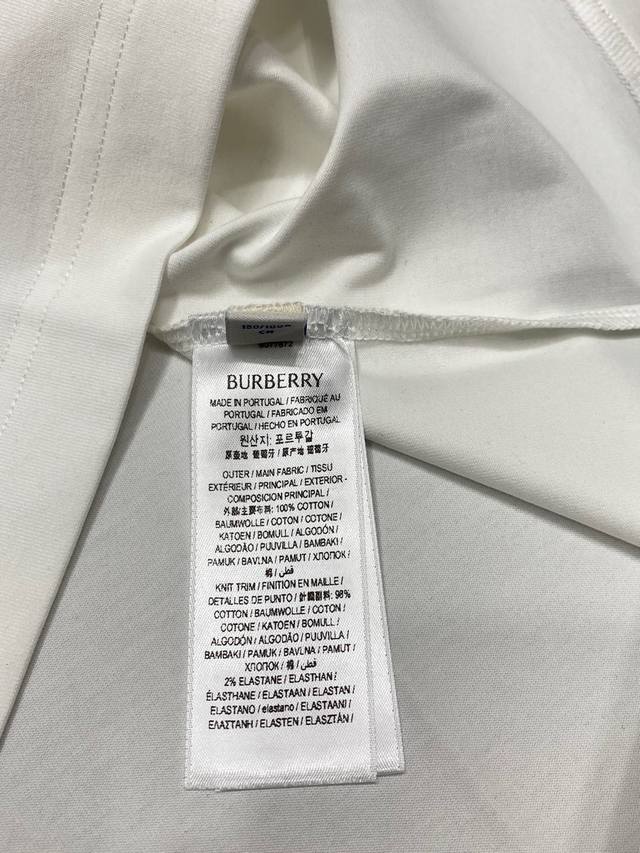 BURBERRY
MADE IN PORTUGAL / FABRIQUÉ AU
PORTUGAL / FABRICADO EM
PORTUGAL / HECHO EN PORTUGAL
원산지: 포르투갈
原產地 葡萄牙 / 原产地 葡萄牙
OUTER / MAIN FABRIC / TISSU
EXTÉRIEUR / PRINCIPAL / EXTERIOR -
COMPOSICION PRINCIPAL /
外部/主要布料: 100% COTTON /
BAUMWOLLE / COTON / COTONE /
KATOEN / BOMULL / ALGODÓN /
ALGODÃO / PUUVILLA / BAMBAKI /
PAMUK / BAVLNA / PAMUT / ХЛОПОК /
棉 / قطن /
KNIT TRIM / FINITION EN MAILLE /
DETALLES DE PUNTO / 針織副料: 98%
COTTON / BAUMWOLLE / COTON /
COTONE / KATOEN / BOMULL /
ALGODÓN / ALGODÃO / PUUVILLA /
BAMBAKI / PAMUK / BAVLNA / PAMUT /
ХЛОПОК / 棉 / قطن /
2% ELASTANE / ELASTHAN /
ÉLASTHANE / ELASTAAN / ELASTAN /
ELASTANO / elastano / ELASTAANI /
ΕΛΑΣΤΑΝΗ / ELASTEN / ELASZTÁN /